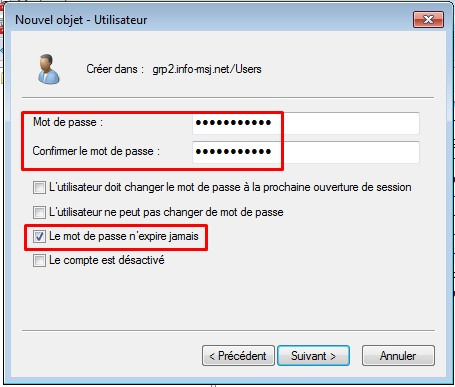 Nouvel objet - Utilisateur
Créer dans : grp2.info-msj.net/Users
Mot de passe : •••••••••••
Confirmer le mot de passe : •••••••••••
L'utilisateur doit changer le mot de passe à la prochaine ouverture de session
L'utilisateur ne peut pas changer de mot de passe
Le mot de passe n'expire jamais
Le compte est désactivé
< Précédent Suivant > Annuler